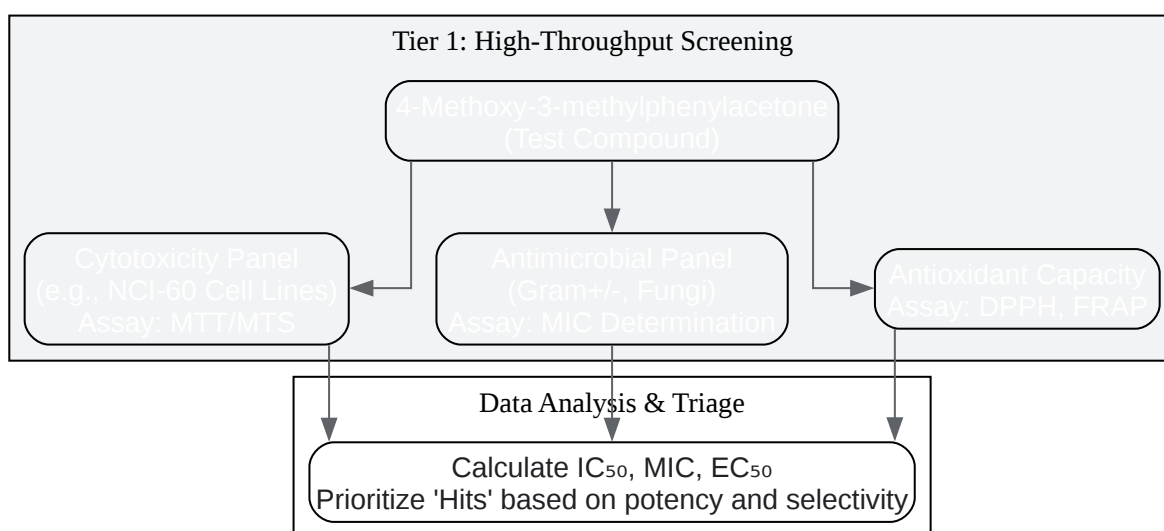 Tier 1: High-Throughput Screening
4-Methoxy-3-methylphenylacetone
(Test Compound)
Cytotoxicity Panel
(e.g., NCI-60 Cell Lines)
Assay: MTT/MTS
Antimicrobial Panel
(Gram+/-, Fungi)
Assay: MIC Determination
Antioxidant Capacity
Assay: DPPH, FRAP
Data Analysis & Triage
Calculate IC₅₀, MIC, EC₅₀
Prioritize 'Hits' based on potency and selectivity